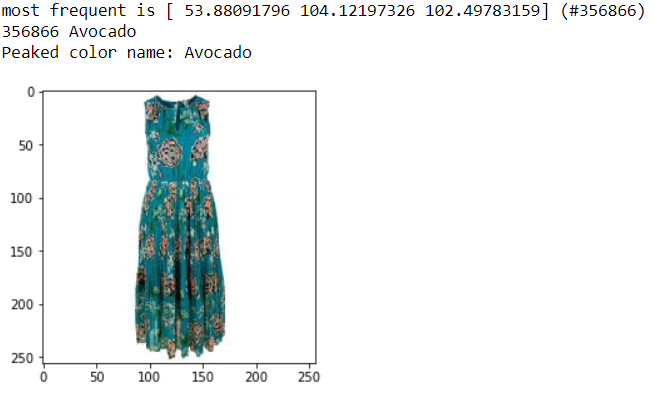 most frequent is [ 53.88091796 104.12197326 102.49783159] (#356866)
356866 Avocado
Peaked color name: Avocado
0
50
100
150
200
250
0 50 100 150 200 250